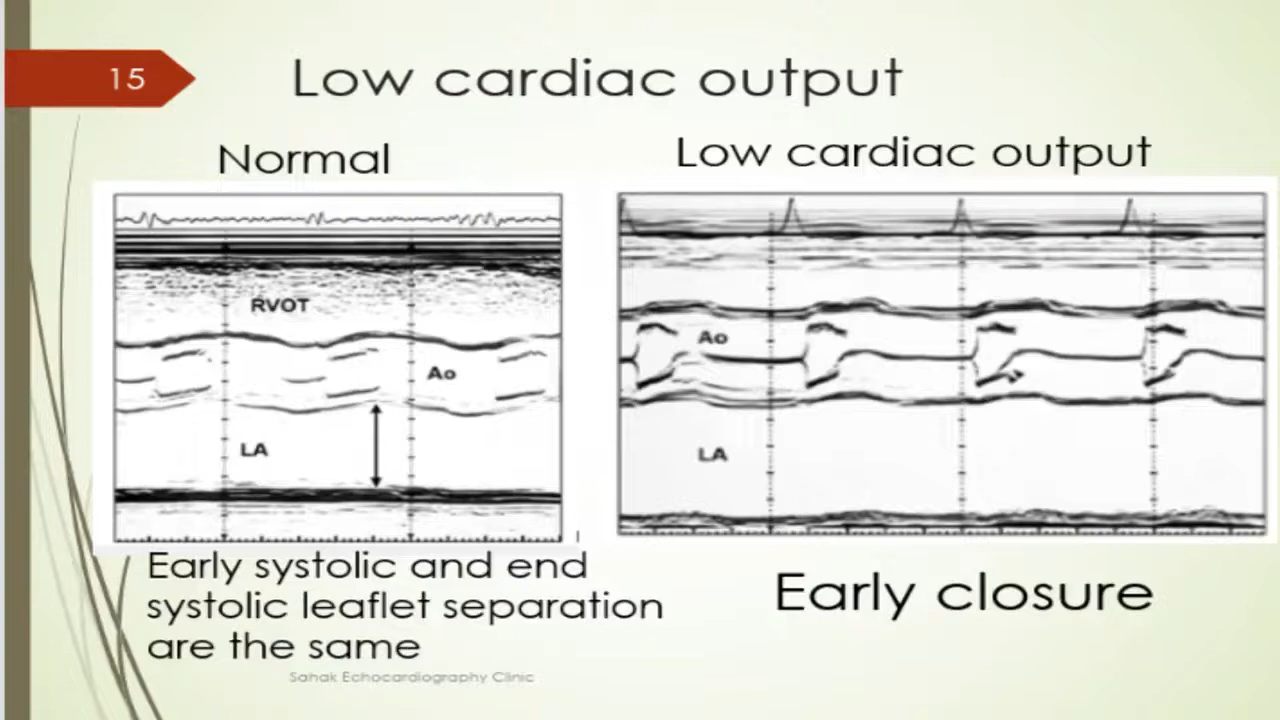 15
Low cardiac output
Normal
Low cardiac output
RVOT
Ao
LA
Ao
LA
Early systolic and end
systolic leaflet separation
are the same
Early closure
Sahak Echocardiography Clinic